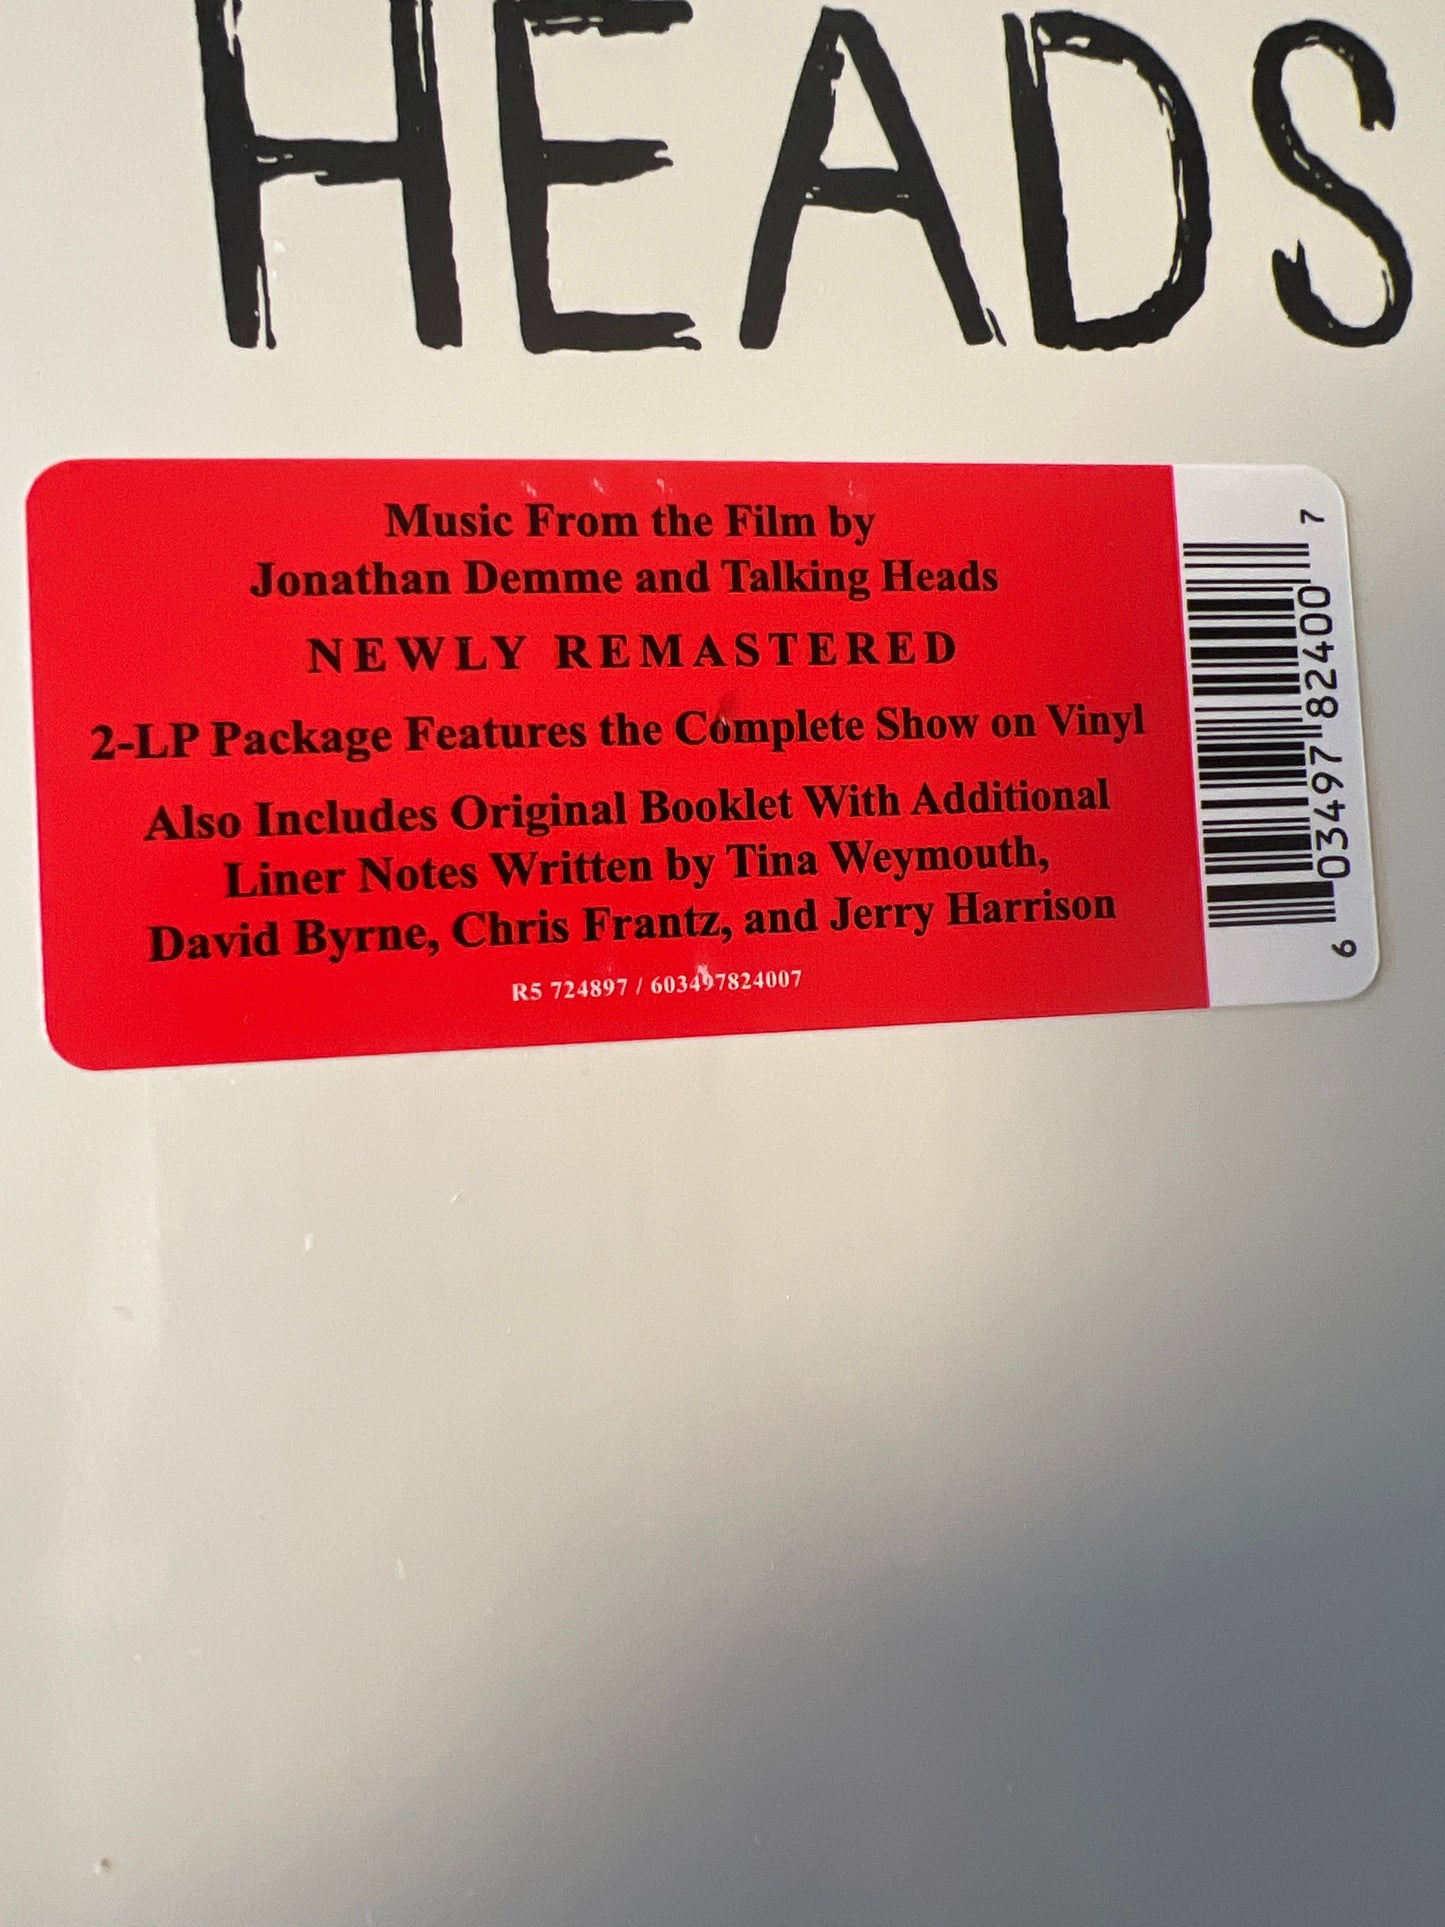 HEADS
Music From the Film by
Jonathan Demme and Talking Heads
NEWLY REMASTERED
2-LP Package Features the Complete Show on Vinyl
Also Includes Original Booklet With Additional
Liner Notes Written by Tina Weymouth,
David Byrne, Chris Frantz, and Jerry Harrison
R5 724897 / 603497824007
6 03497 82400 7